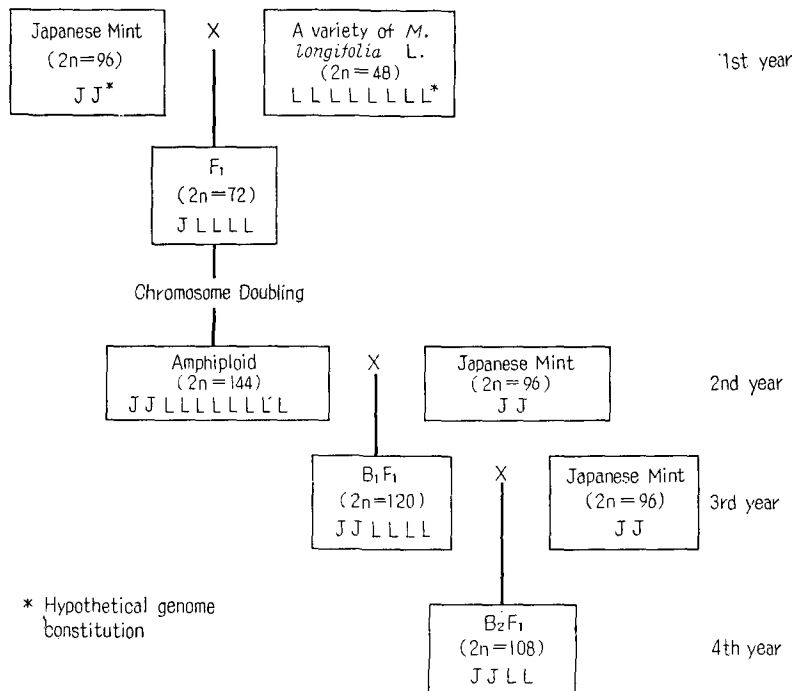 Japanese Mint
(2n=96)
J J*
X
A variety of M.
longifolia L.
(2n=48)
L L L L L L L L*
1st year
F₁
(2n=72)
J L L L L
Chromosome Doubling
Amphiploid
(2n=144)
J J L L L L L L L L
X
Japanese Mint
(2n=96)
J J
2nd year
B₁F₁
(2n=120)
J J L L L L
X
Japanese Mint
(2n=96)
J J
3rd year
* Hypothetical genome
constitution
B₂F₁
(2n=108)
J J L L
4th year